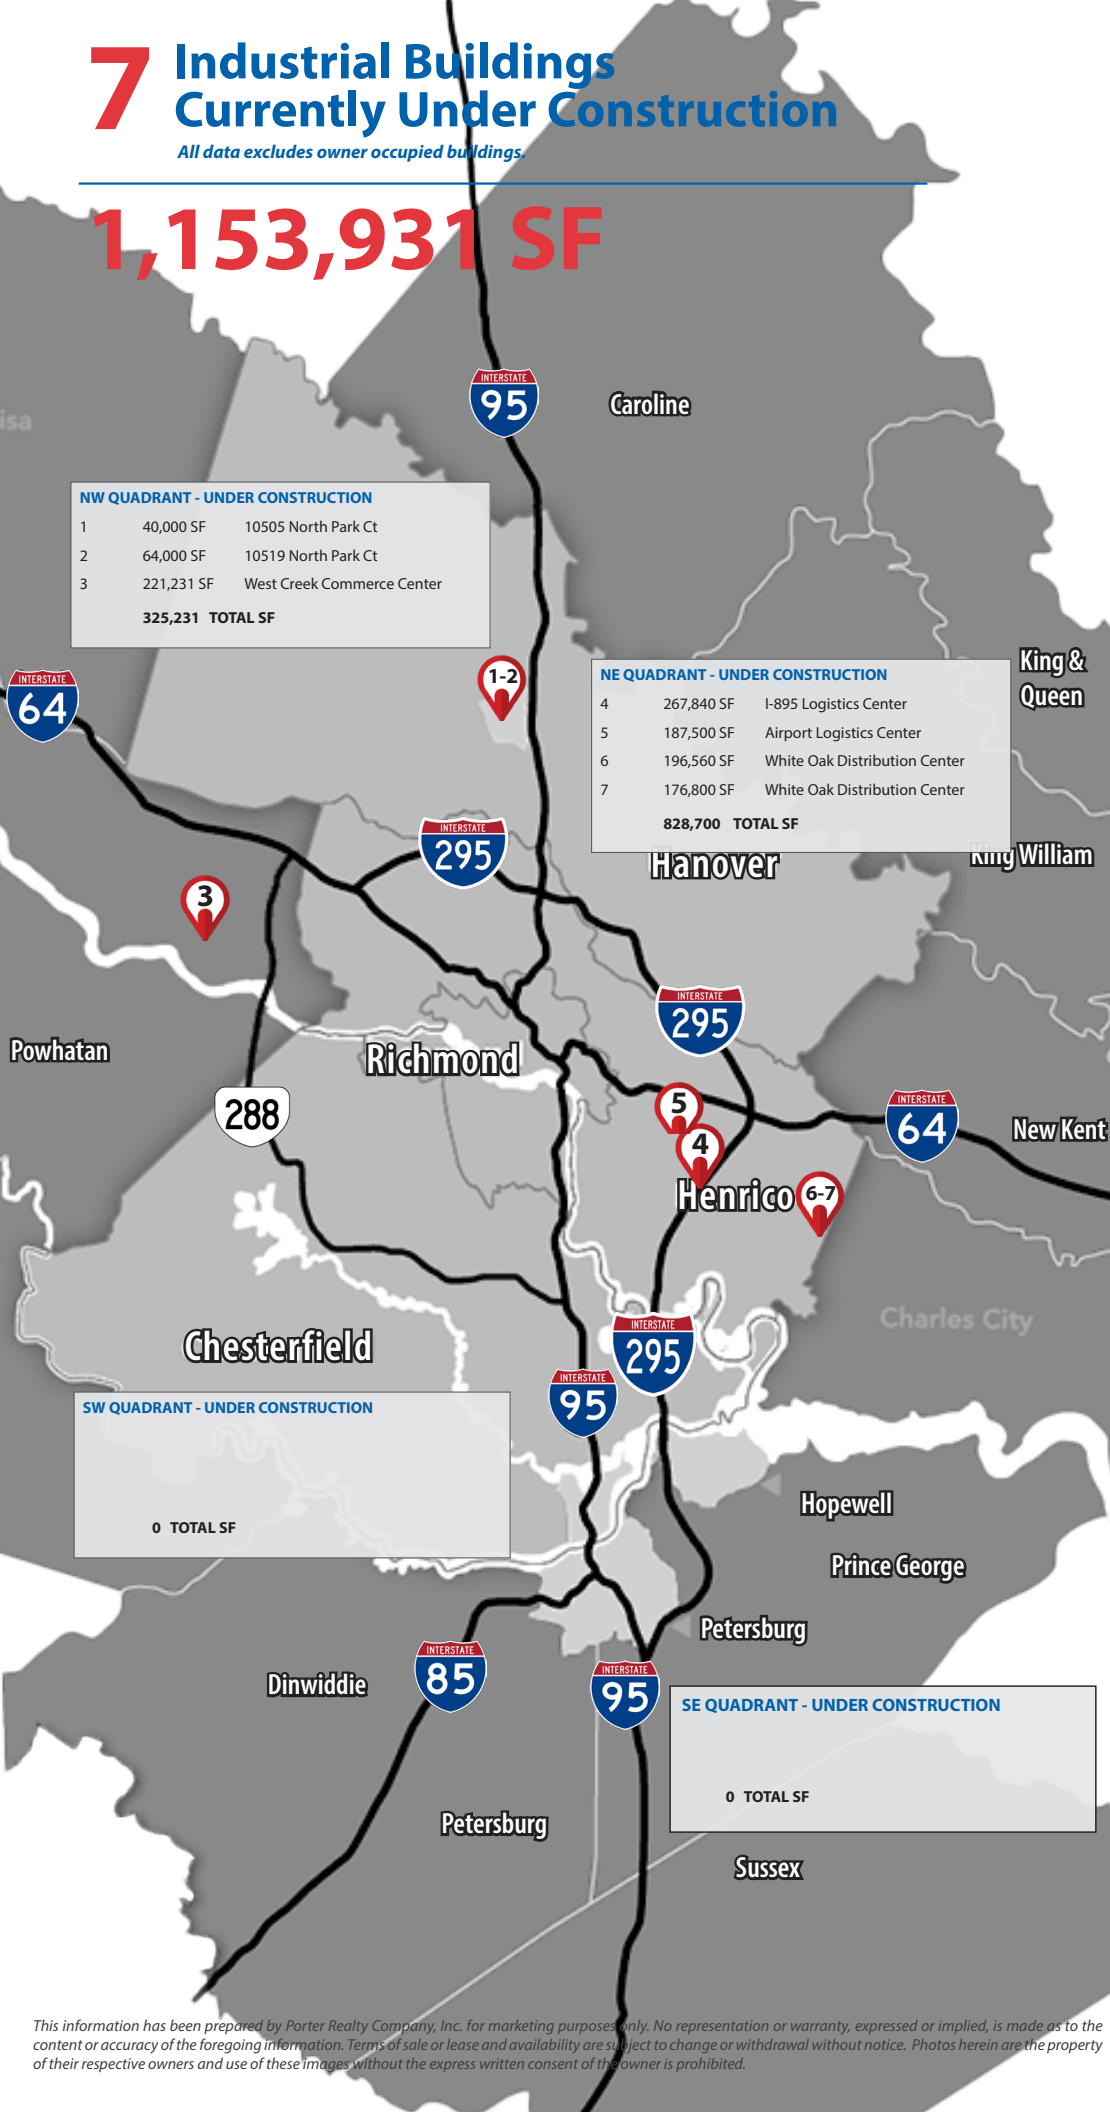 7 Industrial Buildings
Currently Under Construction
All data excludes owner occupied buildings.
1,153,931 SF
INTERSTATE
95
Caroline
isa
NW QUADRANT - UNDER CONSTRUCTION
1 40,000 SF 10505 North Park Ct
2 64,000 SF 10519 North Park Ct
3 221,231 SF West Creek Commerce Center
325,231 TOTAL SF
1-2
King &
Queen
INTERSTATE
64
NE QUADRANT - UNDER CONSTRUCTION
4 267,840 SF I-895 Logistics Center
5 187,500 SF Airport Logistics Center
6 196,560 SF White Oak Distribution Center
7 176,800 SF White Oak Distribution Center
828,700 TOTAL SF
INTERSTATE
295
Hanover
King William
3
INTERSTATE
295
Powhatan
Richmond
288
5
4
INTERSTATE
64
New Kent
Henrico
6-7
Charles City
Chesterfield
INTERSTATE
295
INTERSTATE
95
SW QUADRANT - UNDER CONSTRUCTION
0 TOTAL SF
Hopewell
Prince George
Petersburg
INTERSTATE
85
Dinwiddie
INTERSTATE
95
SE QUADRANT - UNDER CONSTRUCTION
0 TOTAL SF
Petersburg
Sussex
This information has been prepared by Porter Realty Company, Inc. for marketing purposes only. No representation or warranty, expressed or implied, is made as to the
content or accuracy of the foregoing information. Terms of sale or lease and availability are subject to change or withdrawal without notice. Photos herein are the property
of their respective owners and use of these images without the express written consent of the owner is prohibited.